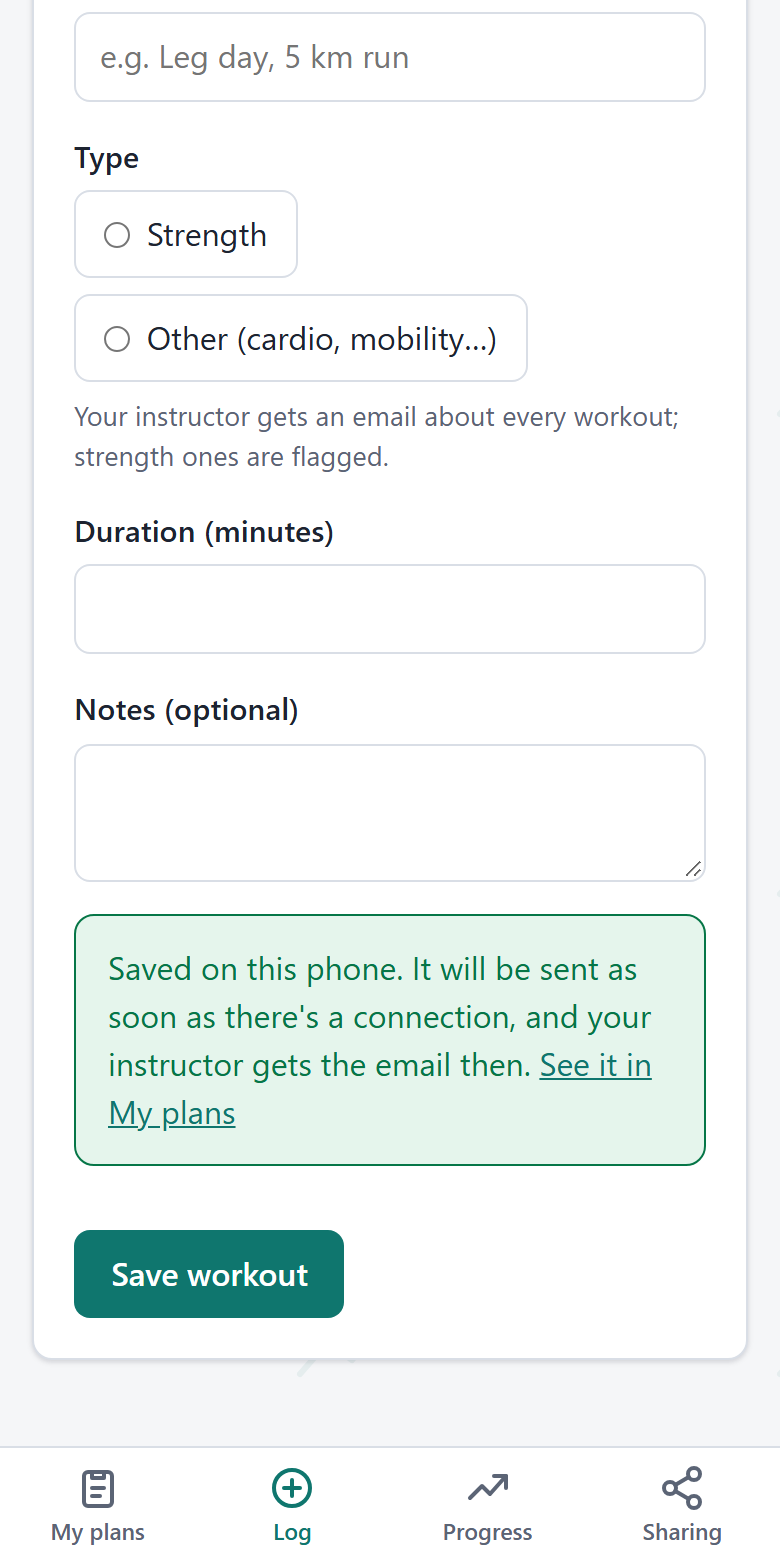 e.g. Leg day, 5 km run
Type
Strength
Other (cardio, mobility...)
Your instructor gets an email about every workout;
strength ones are flagged.
Duration (minutes)
Notes (optional)
Saved on this phone. It will be sent as
soon as there's a connection, and your
instructor gets the email then. See it in
My plans
Save workout
My plans
Log
Progress
Sharing